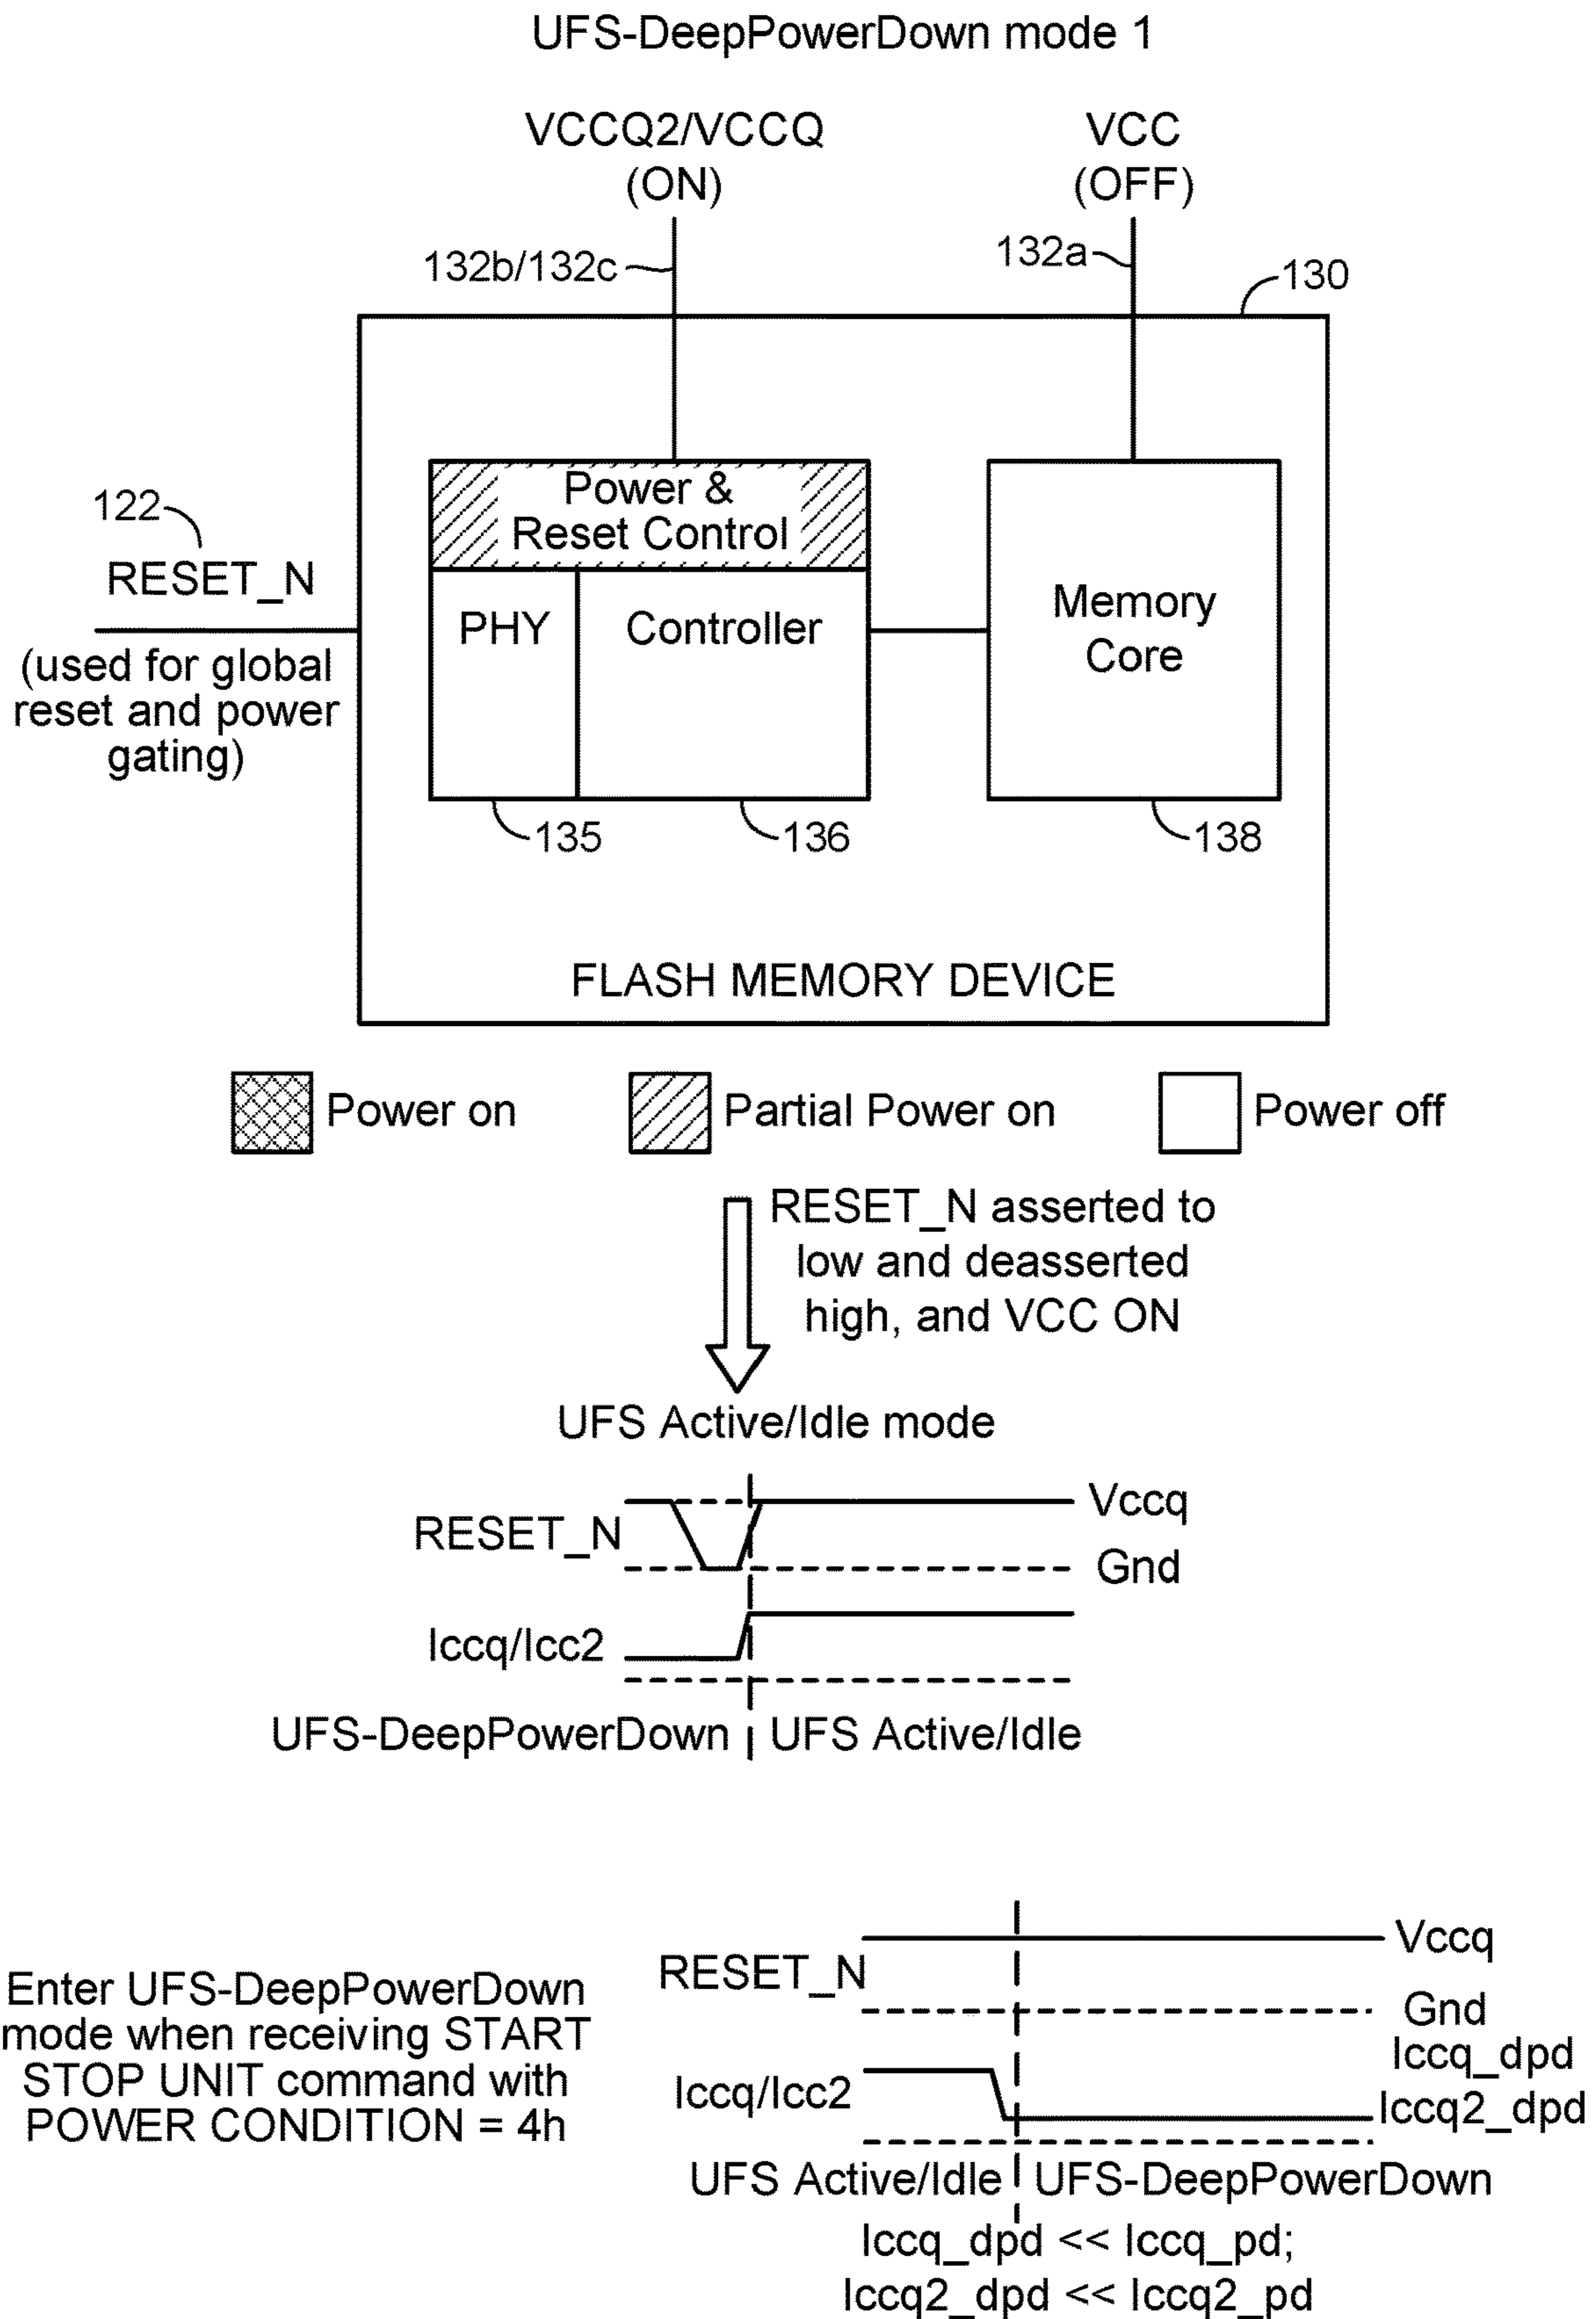 UFS-DeepPowerDown mode 1
VCCQ2/VCCQ
(ON)
VCC
(OFF)
132b/132c
132a
130
122
RESET_N
(used for global
reset and power
gating)
Power &
Reset Control
PHY
Controller
Memory
Core
135
136
138
FLASH MEMORY DEVICE
Power on
Partial Power on
Power off
RESET_N asserted to
low and deasserted
high, and VCC ON
UFS Active/Idle mode
RESET_N
Vccq
Gnd
Iccq/Icc2
UFS-DeepPowerDown
UFS Active/Idle
Enter UFS-DeepPowerDown
mode when receiving START
STOP UNIT command with
POWER CONDITION = 4h
RESET_N
Vccq
Gnd
Iccq_dpd
Iccq/Icc2
Iccq2_dpd
UFS Active/Idle
UFS-DeepPowerDown
Iccq_dpd << Iccq_pd;
Iccq2_dpd << Iccq2_pd